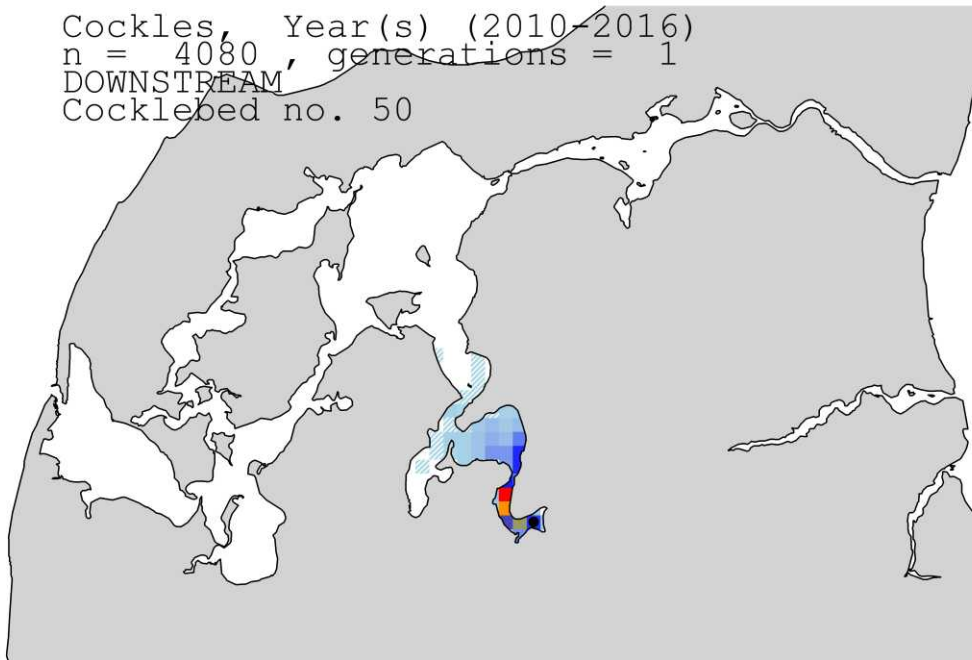 Cockles, Year(s) (2010-2016)
n = 4080 , generations = 1
DOWNSTREAM
Cocklebed no. 50